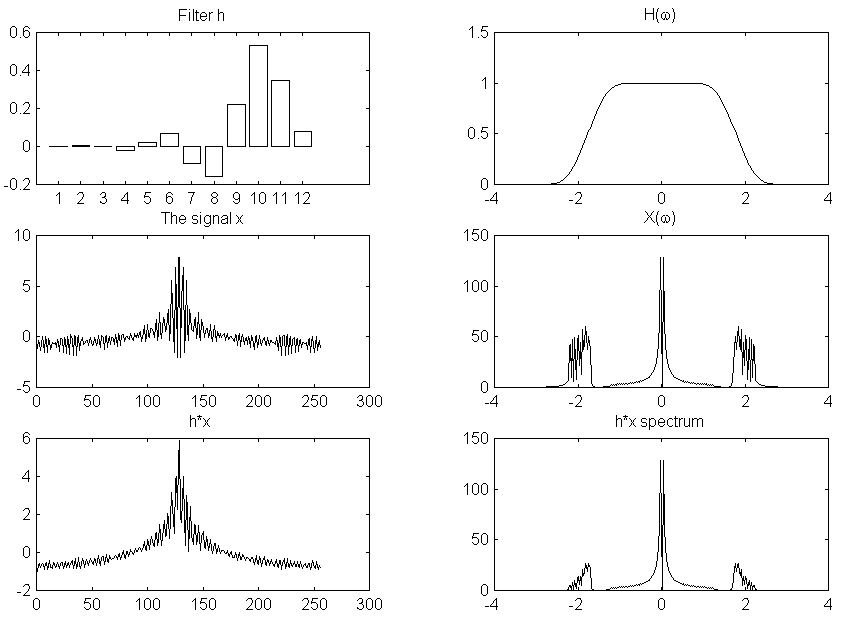 Filter h
0.6
0.4
0.2
0
-0.2
1 2 3 4 5 6 7 8 9 10 11 12
H(ω)
1.5
1
0.5
0
-4 -2 0 2 4
The signal x
10
5
0
-5
0 50 100 150 200 250 300
X(ω)
150
100
50
0
-4 -2 0 2 4
h*x
6
4
2
0
-2
0 50 100 150 200 250 300
h*x spectrum
150
100
50
0
-4 -2 0 2 4